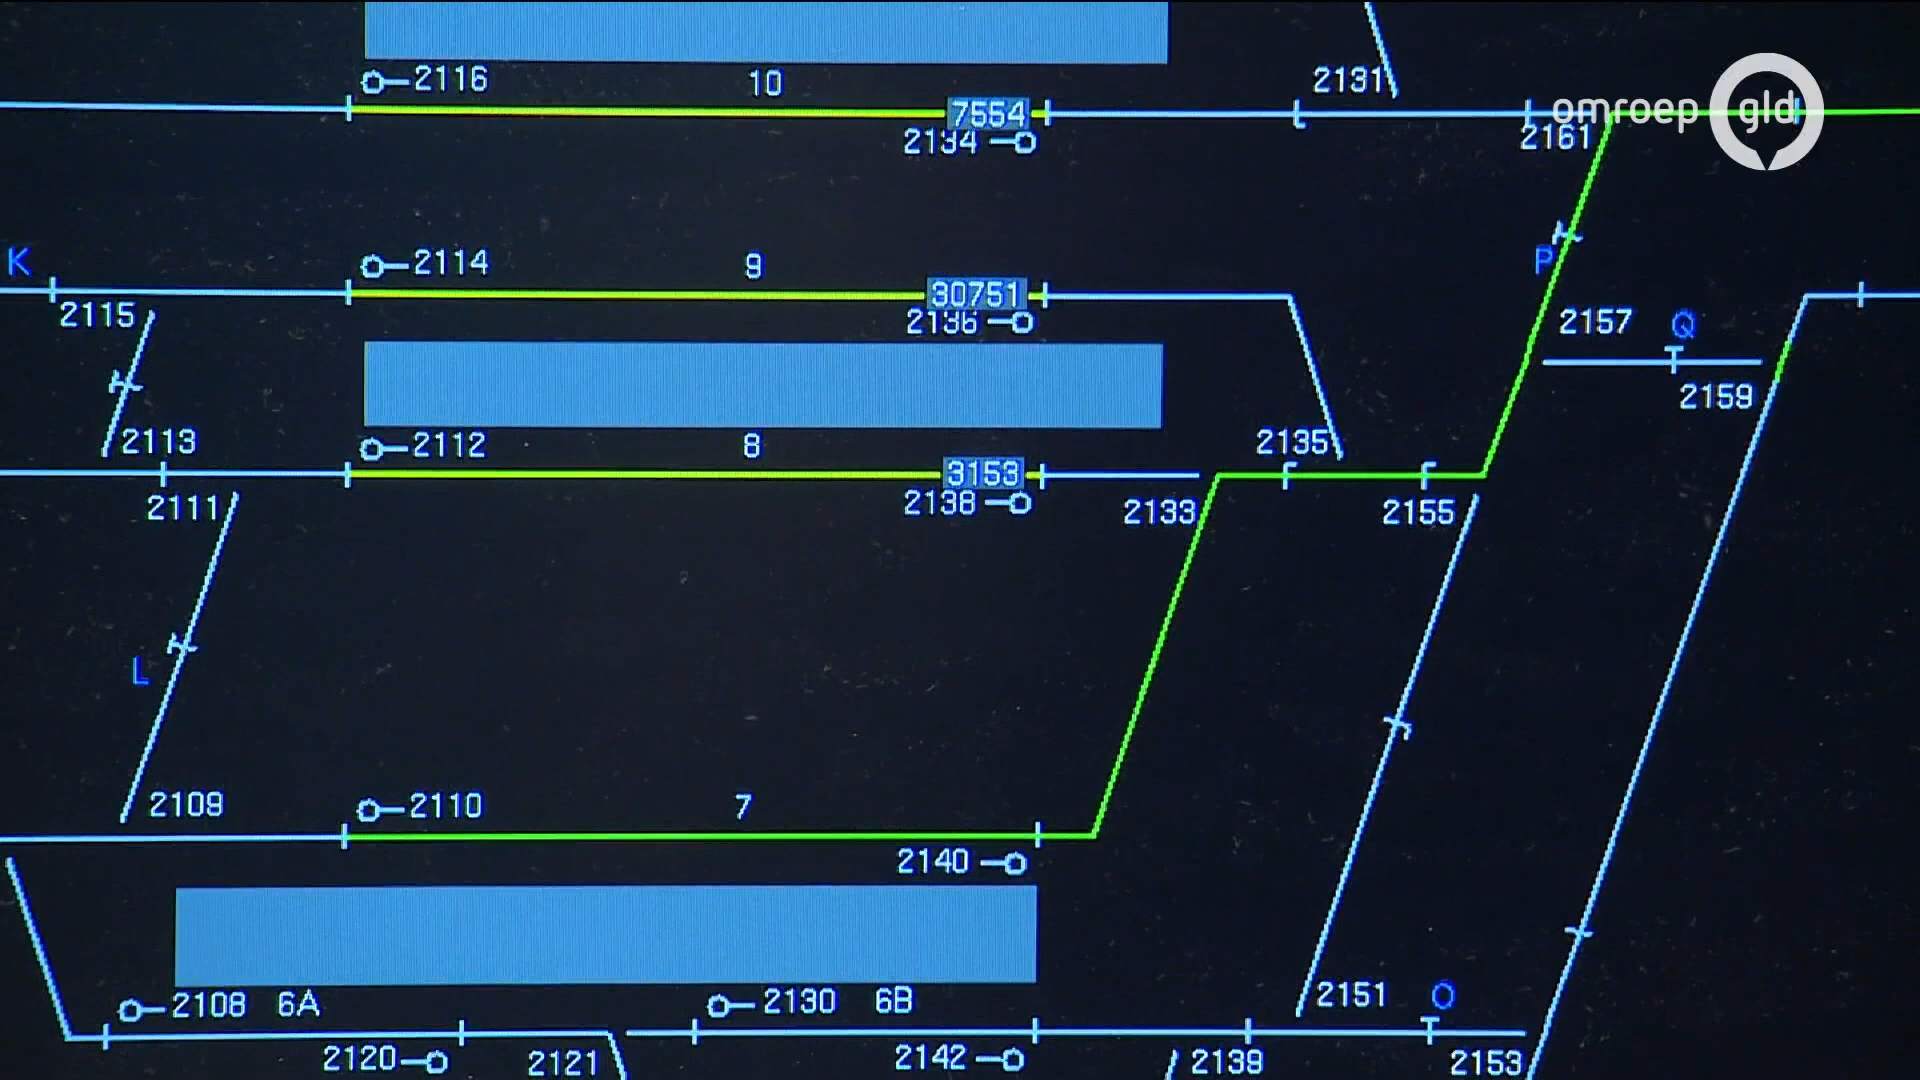 omroep gld
2116 10 2131
7554
2134 2161
K 2114 9 P
30751
2115 2136 2157 Q
2159
2113 2112 8 2135
3153
2111 2138 2133 2155
L
2109 2110 7
2140
2108 6A 2130 6B 2151 O
2120 2121 2142 2139 2153